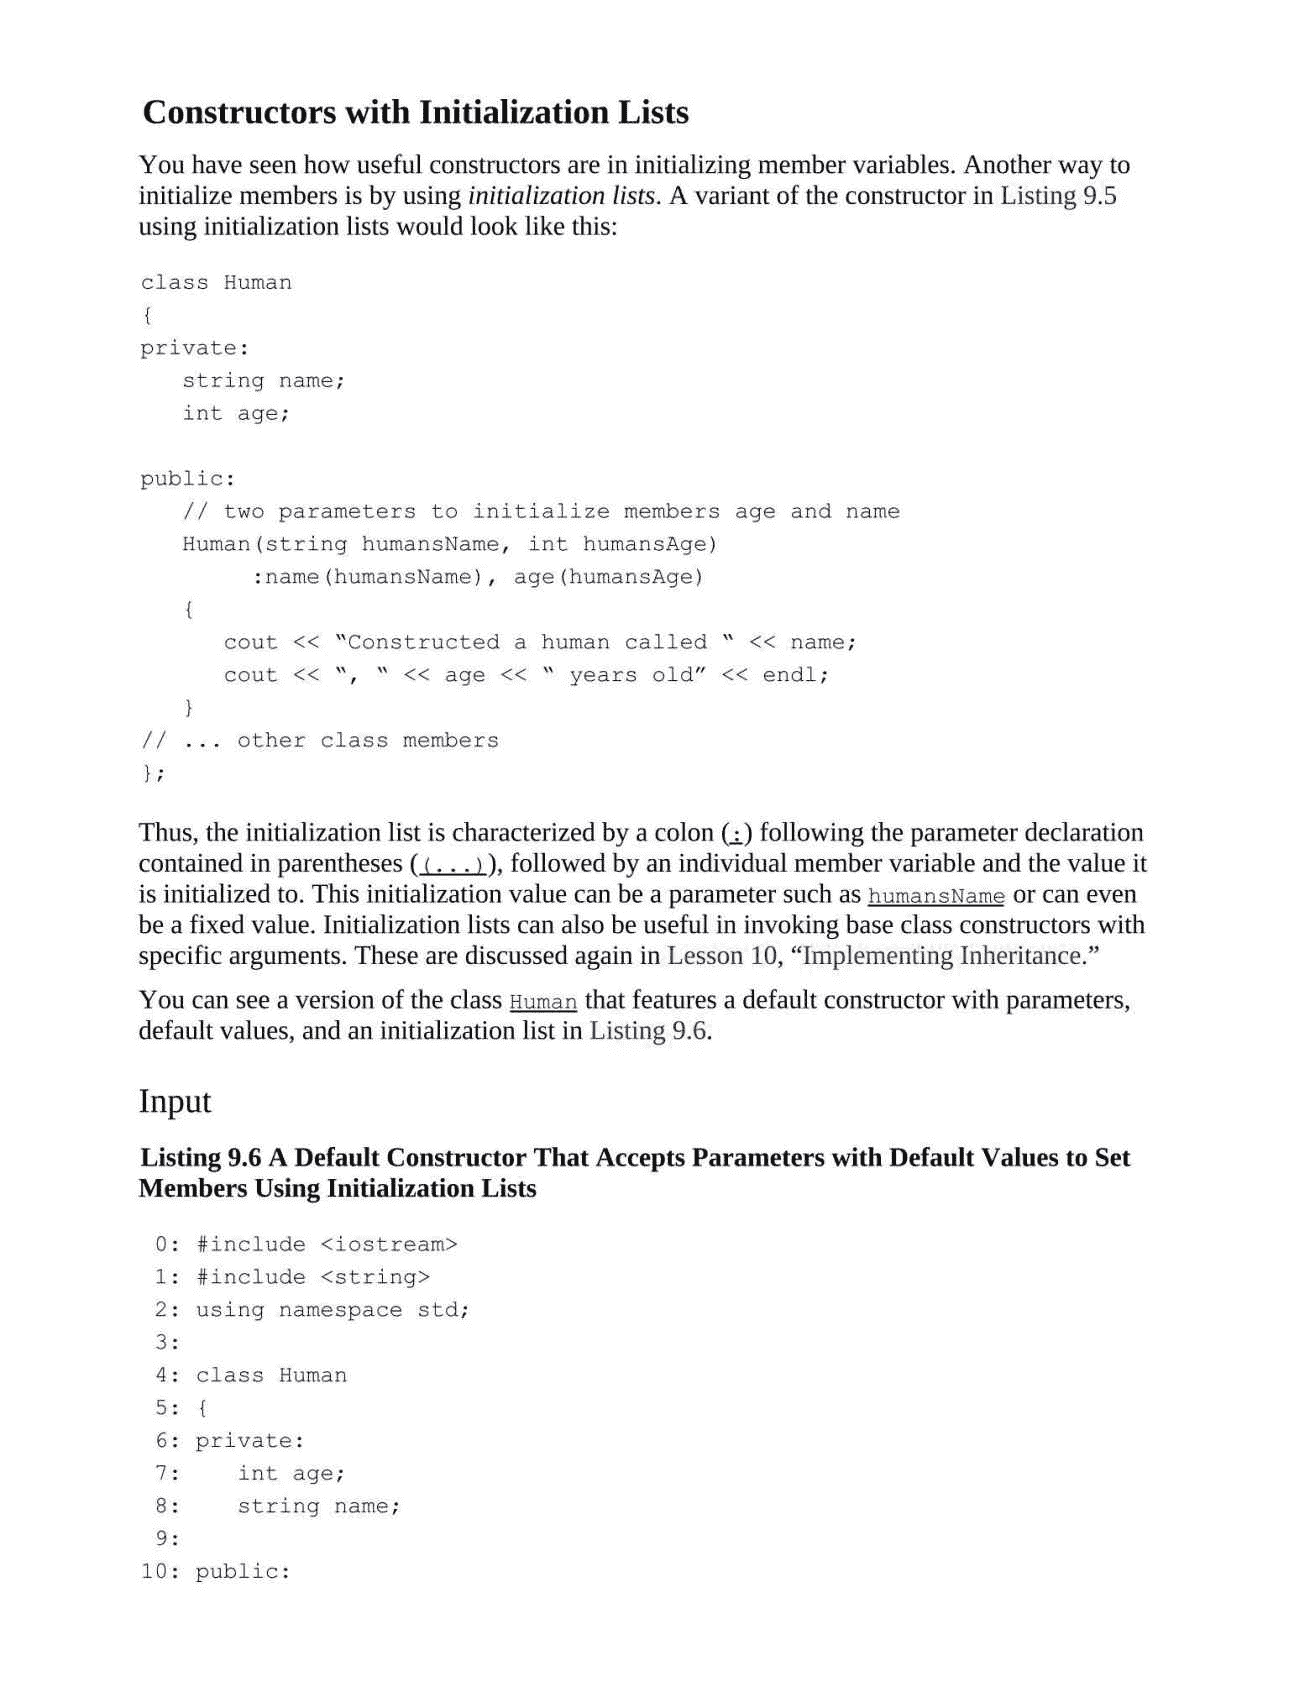 Constructors with Initialization Lists
You have seen how useful constructors are in initializing member variables. Another way to
initialize members is by using initialization lists. A variant of the constructor in Listing 9.5
using initialization lists would look like this:
class Human
{
private:
   string name;
   int age;

public:
   // two parameters to initialize members age and name
   Human(string humansName, int humansAge)
        :name(humansName), age(humansAge)
   {
      cout << “Constructed a human called “ << name;
      cout << “, “ << age << “ years old” << endl;
   }
// ... other class members
};
Thus, the initialization list is characterized by a colon (:) following the parameter declaration
contained in parentheses ((...)), followed by an individual member variable and the value it
is initialized to. This initialization value can be a parameter such as humansName or can even
be a fixed value. Initialization lists can also be useful in invoking base class constructors with
specific arguments. These are discussed again in Lesson 10, “Implementing Inheritance.”
You can see a version of the class Human that features a default constructor with parameters,
default values, and an initialization list in Listing 9.6.
Input
Listing 9.6 A Default Constructor That Accepts Parameters with Default Values to Set
Members Using Initialization Lists
 0: #include <iostream>
 1: #include <string>
 2: using namespace std;
 3:
 4: class Human
 5: {
 6: private:
 7:    int age;
 8:    string name;
 9:
10: public: